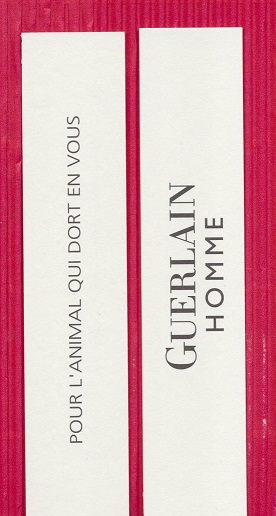 POUR L'ANIMAL QUI DORT EN VOUS
GUERLAIN
HOMME